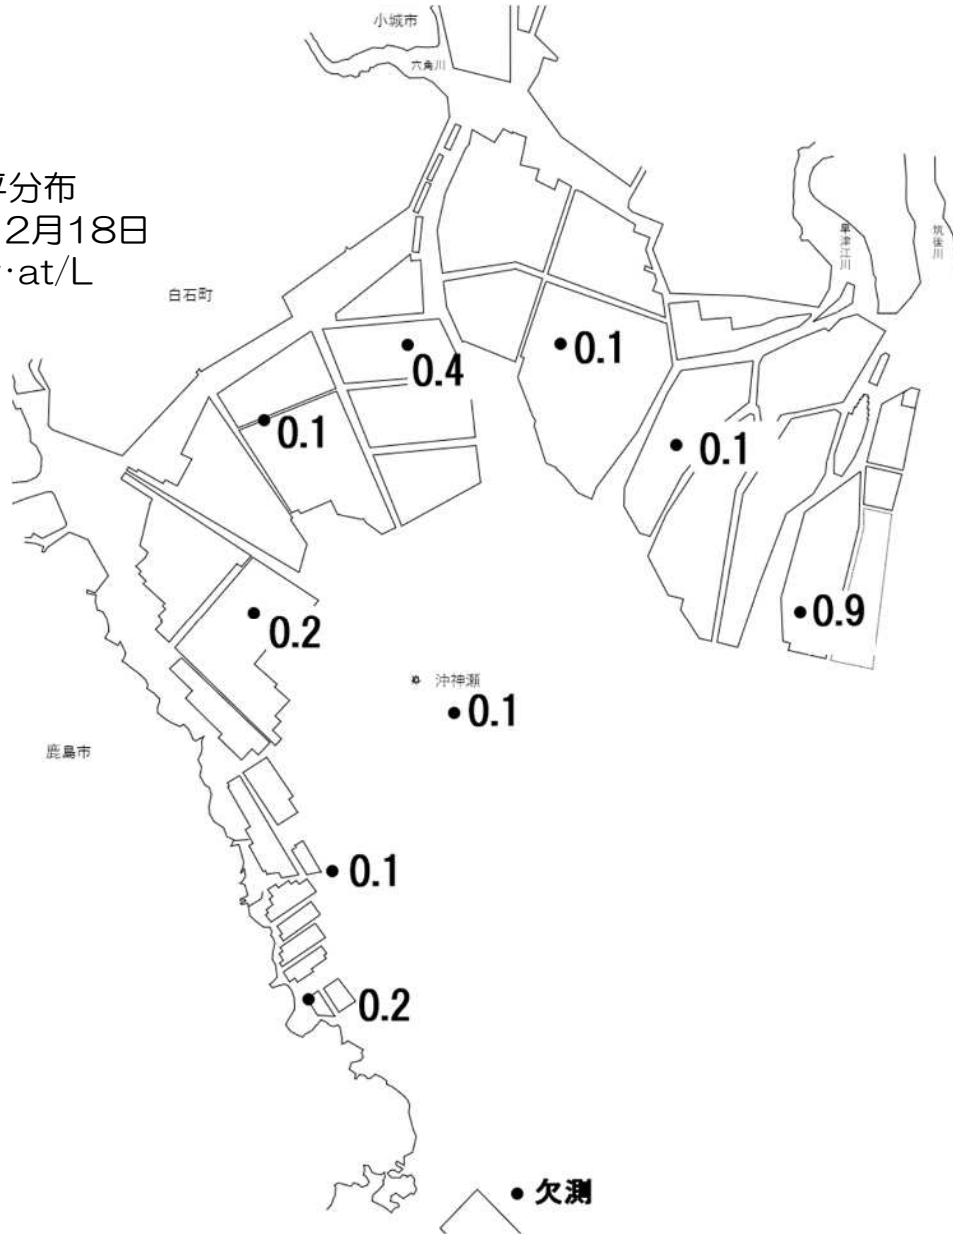 小城市
六角川
平分布
2月18日
·at/L
早津江川
筑後川
白石町
0.4
0.1
0.1
0.1
0.9
0.2
沖神瀬
0.1
鹿島市
0.1
0.2
欠測